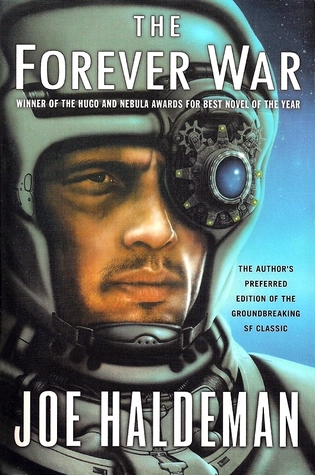 THE
FOREVER WAR
WINNER OF THE HUGO AND NEBULA AWARDS FOR BEST NOVEL OF THE YEAR
THE AUTHOR'S
PREFERRED
EDITION OF THE
GROUNDBREAKING
SF CLASSIC
JOE HALDEMAN